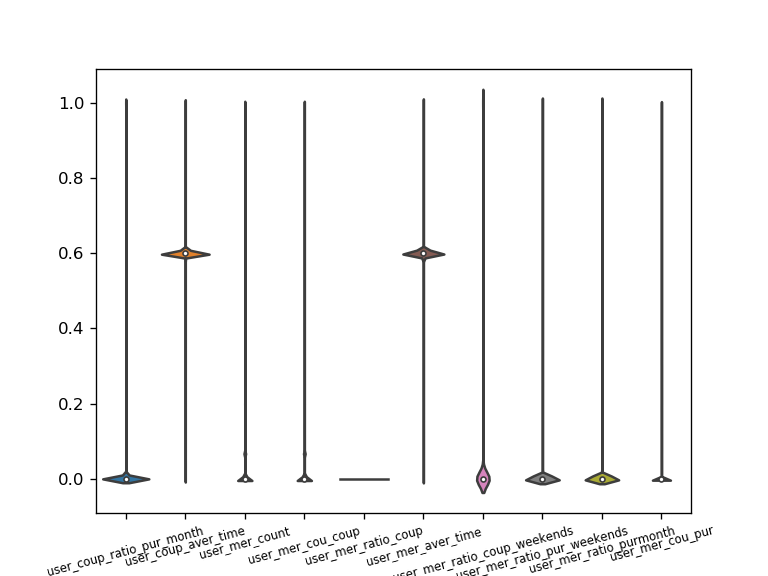 1.0
0.8
0.6
0.4
0.2
0.0
user_coup_ratio_pur_month
user_coup_aver_time
user_mer_count
user_mer_cou_coup
user_mer_ratio_coup
user_mer_aver_time
user_mer_ratio_coup_weekends
user_mer_ratio_pur_weekends
user_mer_ratio_purmonth
user_mer_cou_pur